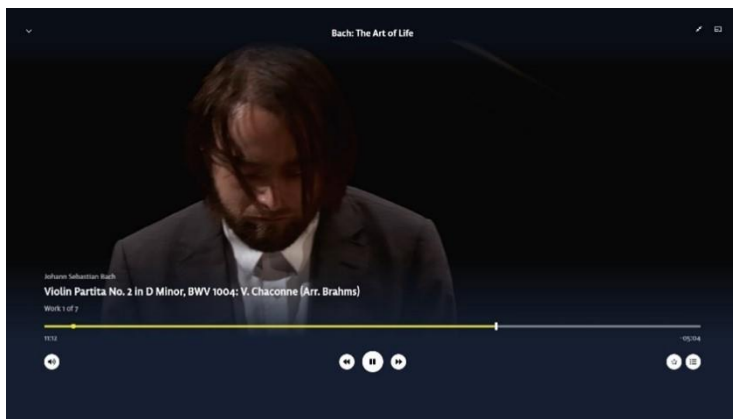 Bach: The Art of Life
Johann Sebastian Bach
Violin Partita No. 2 in D Minor, BWV 1004: V. Chaconne (Arr. Brahms)
Work 1 of 7
11:12
-05:04